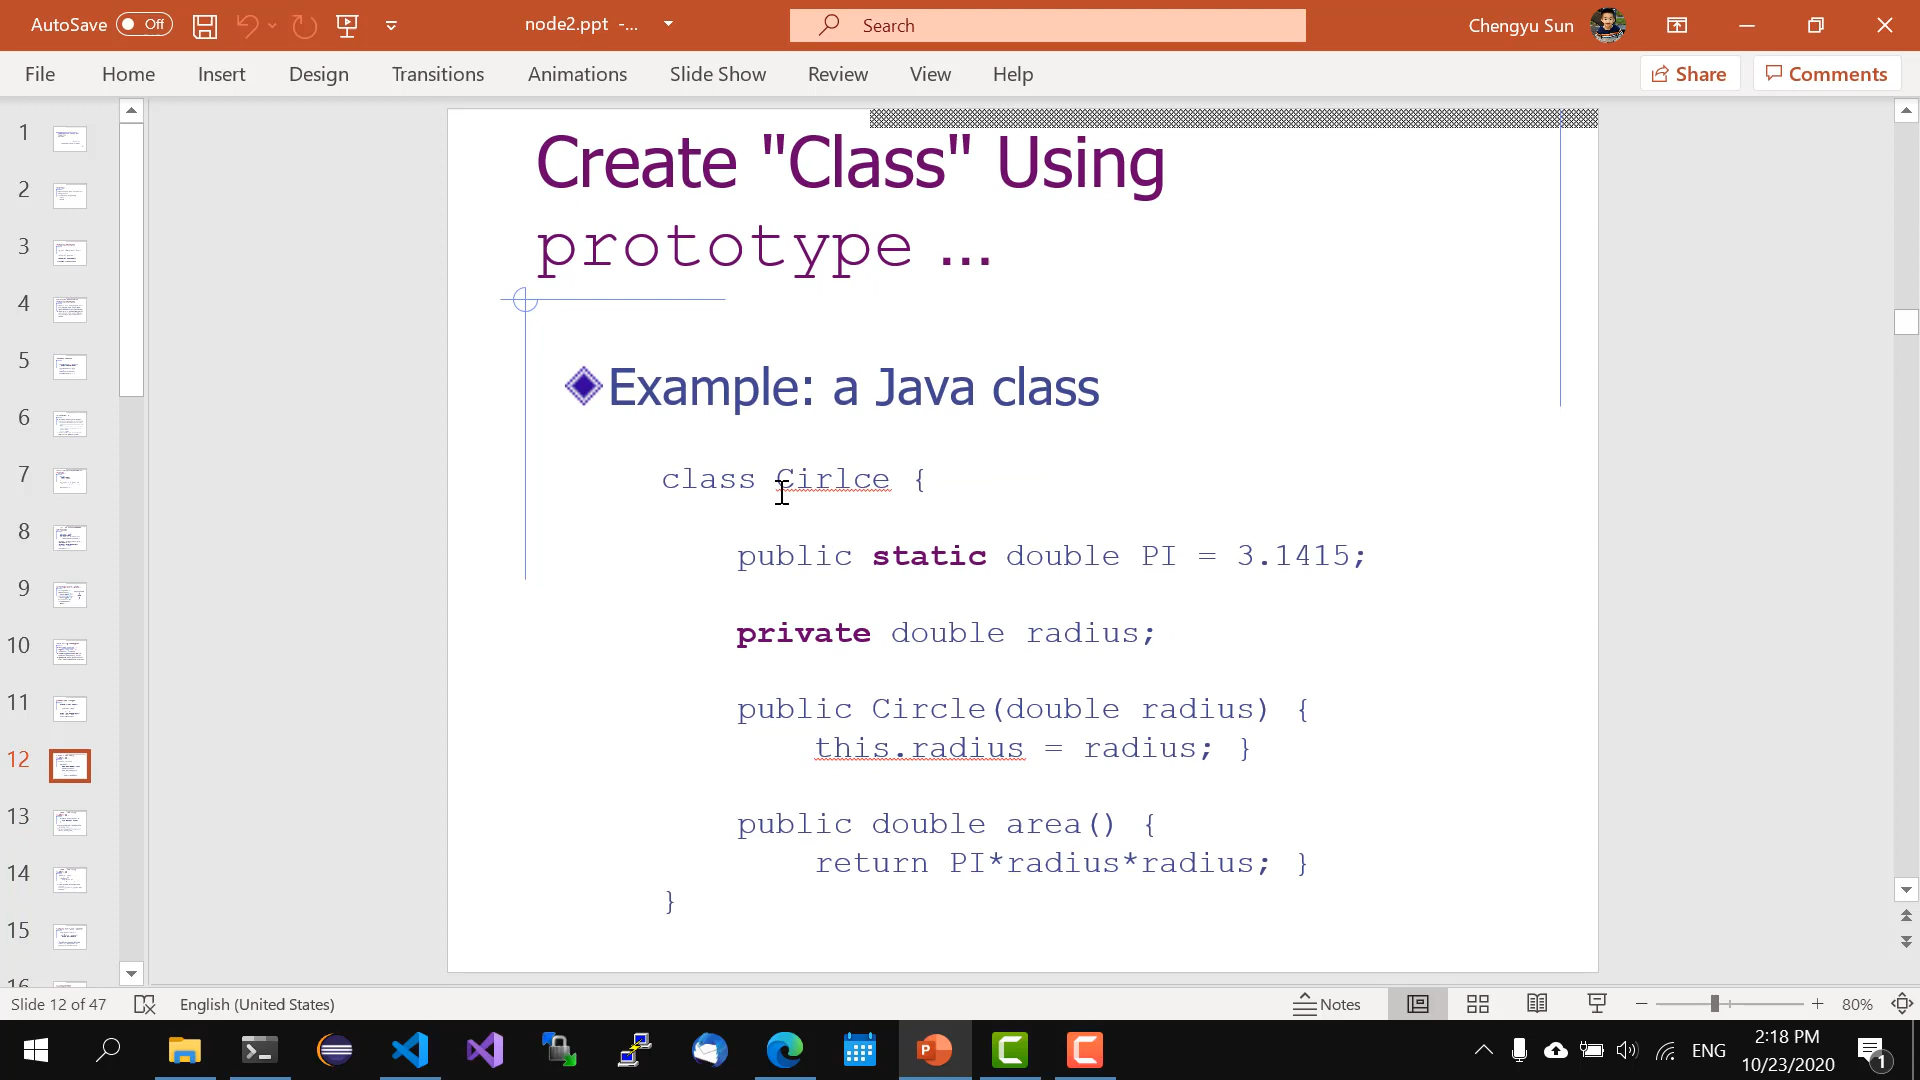 AutoSave Off node2.ppt -... Search Chengyu Sun
File Home Insert Design Transitions Animations Slide Show Review View Help Share Comments
1
2
3
4
5
6
7
8
9
10
11
12
13
14
15
16
Create "Class" Using
prototype ...
Example: a Java class
class Cirlce {
public static double PI = 3.1415;
private double radius;
public Circle(double radius) {
this.radius = radius; }
public double area() {
return PI*radius*radius; }
}
Slide 12 of 47 English (United States) Notes 80%
ENG 2:18 PM
10/23/2020 1